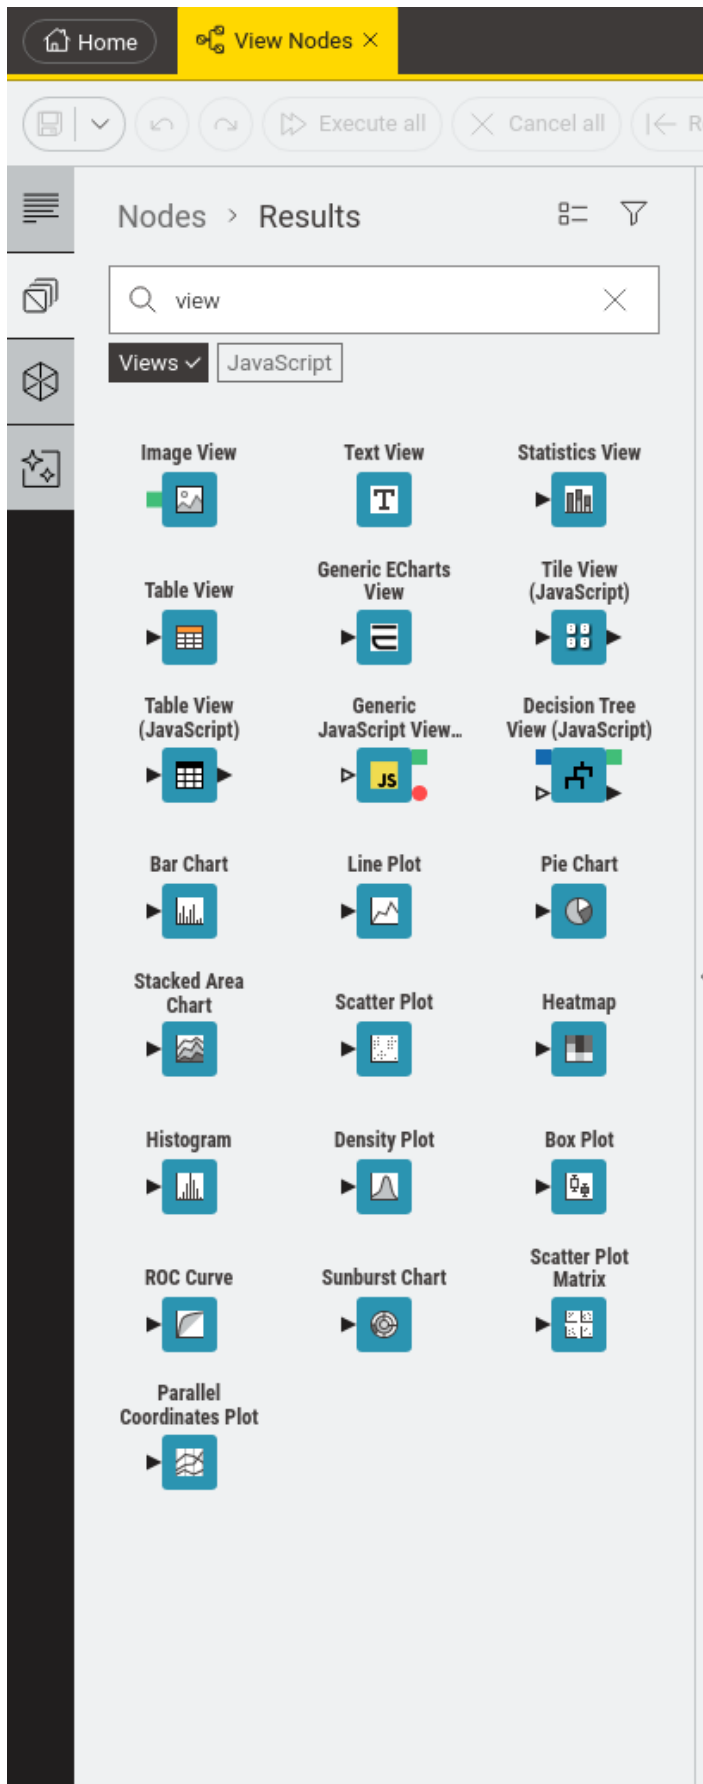 Home
View Nodes
Execute all
Cancel all
R
Nodes > Results
view
Views
JavaScript
Image View
Text View
Statistics View
Table View
Generic ECharts
View
Tile View
(JavaScript)
Table View
(JavaScript)
Generic
JavaScript View...
JS
Decision Tree
View (JavaScript)
Bar Chart
Line Plot
Pie Chart
Stacked Area
Chart
Scatter Plot
Heatmap
Histogram
Density Plot
Box Plot
ROC Curve
Sunburst Chart
Scatter Plot
Matrix
Parallel
Coordinates Plot